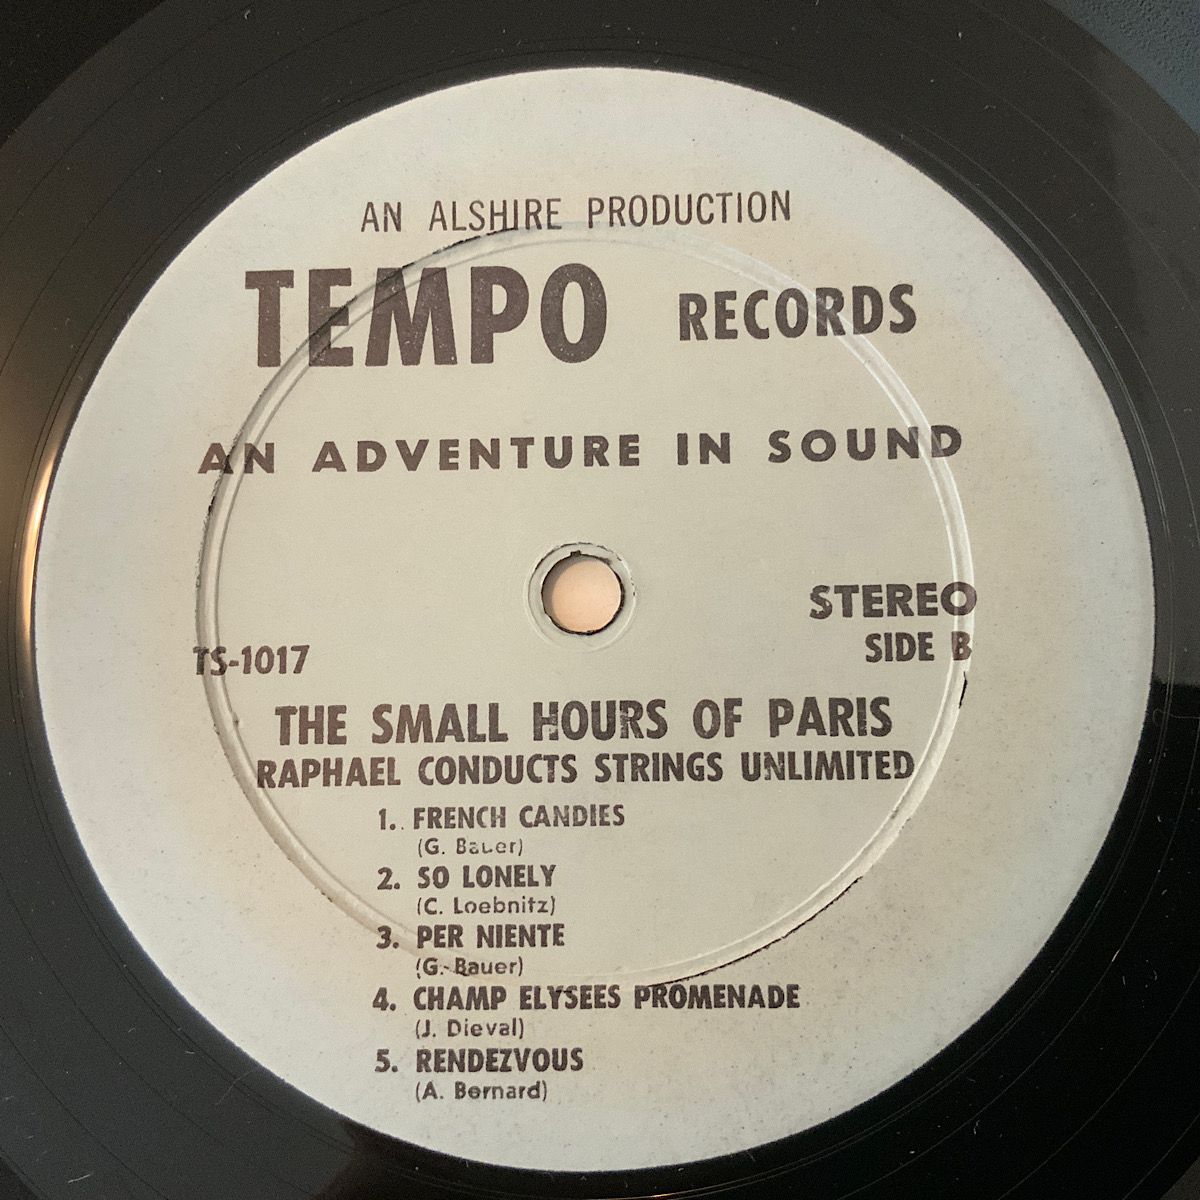 AN ALSHIRE PRODUCTION
TEMPO RECORDS
AN ADVENTURE IN SOUND
STEREO
SIDE B
TS-1017
THE SMALL HOURS OF PARIS
RAPHAEL CONDUCTS STRINGS UNLIMITED
1. FRENCH CANDIES
(G. Bauer)
2. SO LONELY
(C. Loebnitz)
3. PER NIENTE
(G. Bauer)
4. CHAMP ELYSEES PROMENADE
(J. Dieval)
5. RENDEZVOUS
(A. Bernard)